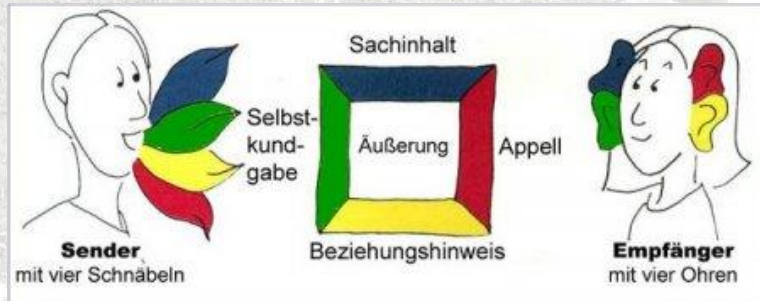 Sachinhalt
Selbst-
kund-
gabe
Äußerung
Appell
Beziehungshinweis
Sender
mit vier Schnäbeln
Empfänger
mit vier Ohren